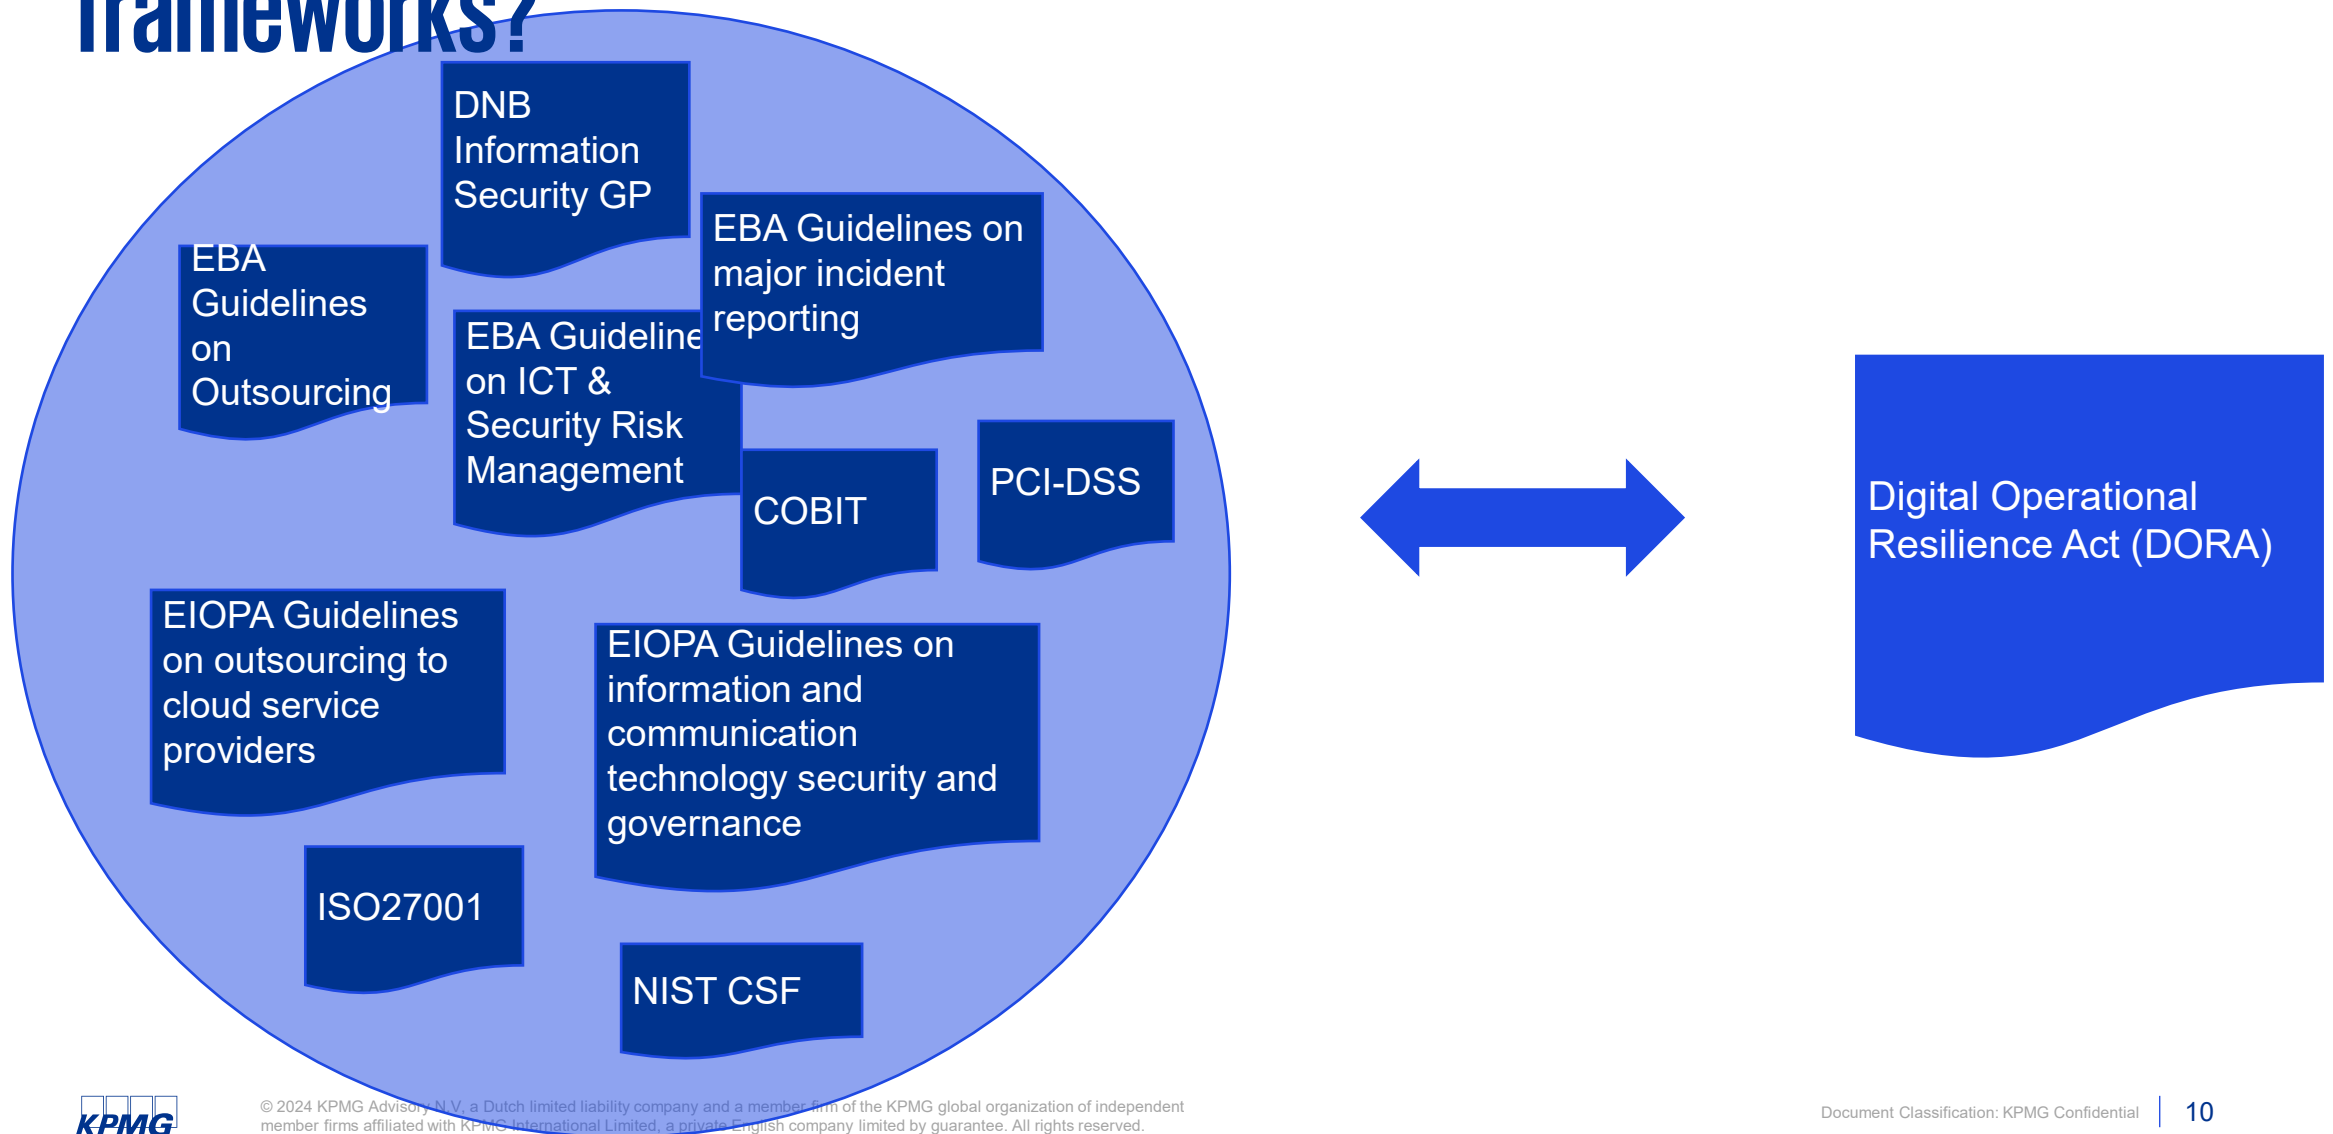 frameworks?
DNB
Information
Security GP
EBA Guidelines on
major incident
reporting
EBA
Guidelines
on
Outsourcing
EBA Guideline
on ICT &
Security Risk
Management
COBIT
PCI-DSS
EIOPA Guidelines
on outsourcing to
cloud service
providers
EIOPA Guidelines on
information and
communication
technology security and
governance
ISO27001
NIST CSF
Digital Operational
Resilience Act (DORA)
KPMG
© 2024 KPMG Advisory N.V, a Dutch limited liability company and a member firm of the KPMG global organization of independent
member firms affiliated with KPMG International Limited, a private English company limited by guarantee. All rights reserved.
Document Classification: KPMG Confidential
10